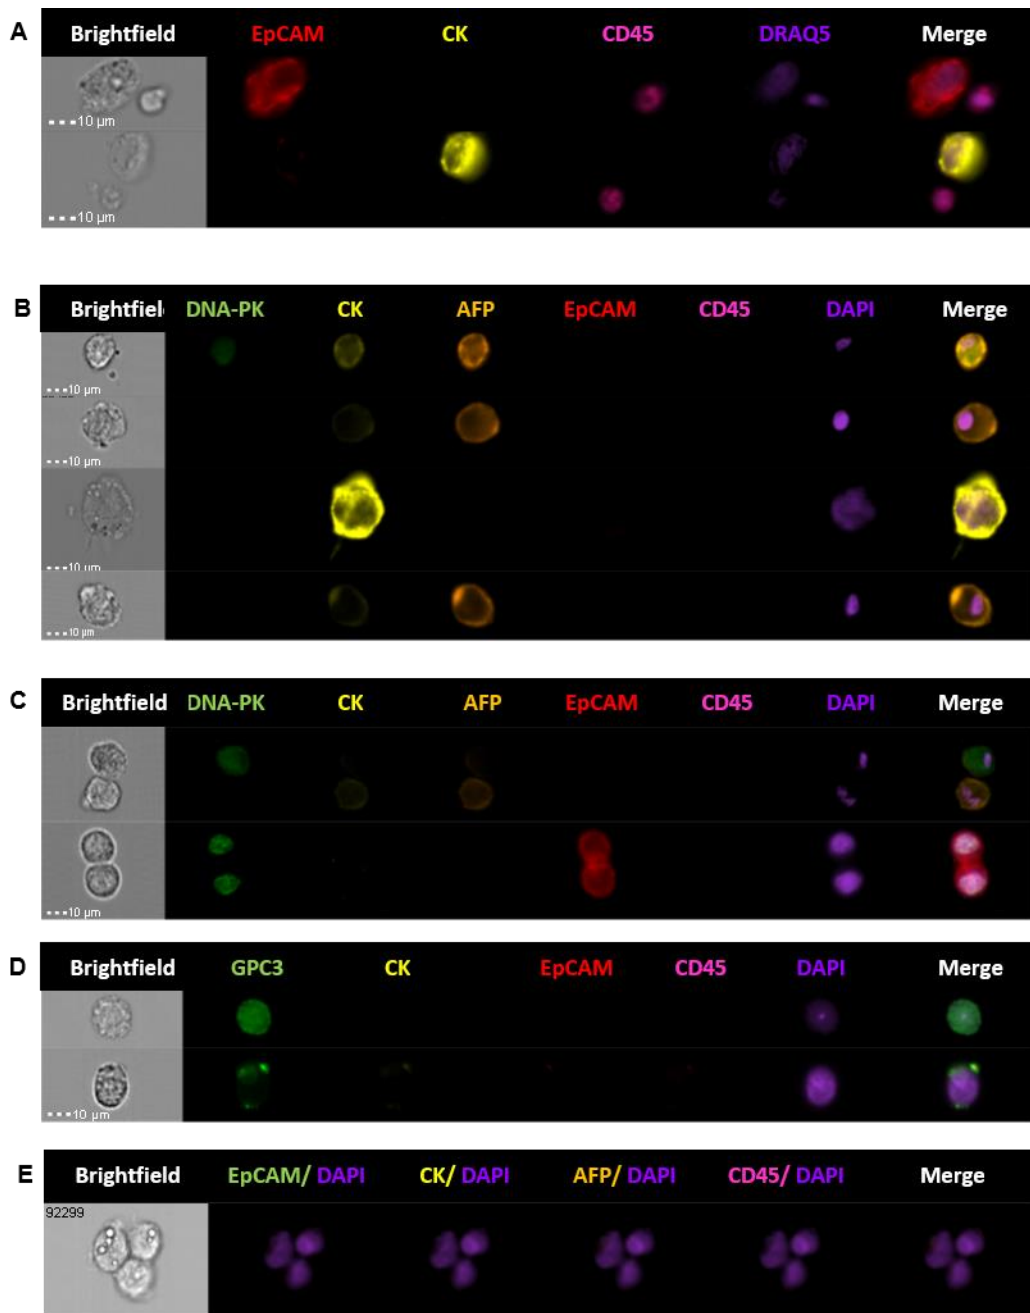 A
Brightfield EpCAM CK CD45 DRAQ5 Merge
10 µm
10 µm
B
Brightfiel DNA-PK CK AFP EpCAM CD45 DAPI Merge
10 µm
10 µm
10 µm
10 µm
C
Brightfield DNA-PK CK AFP EpCAM CD45 DAPI Merge
10 µm
D
Brightfield GPC3 CK EpCAM CD45 DAPI Merge
10 µm
E
Brightfield EpCAM/ DAPI CK/ DAPI AFP/ DAPI CD45/ DAPI Merge
92299